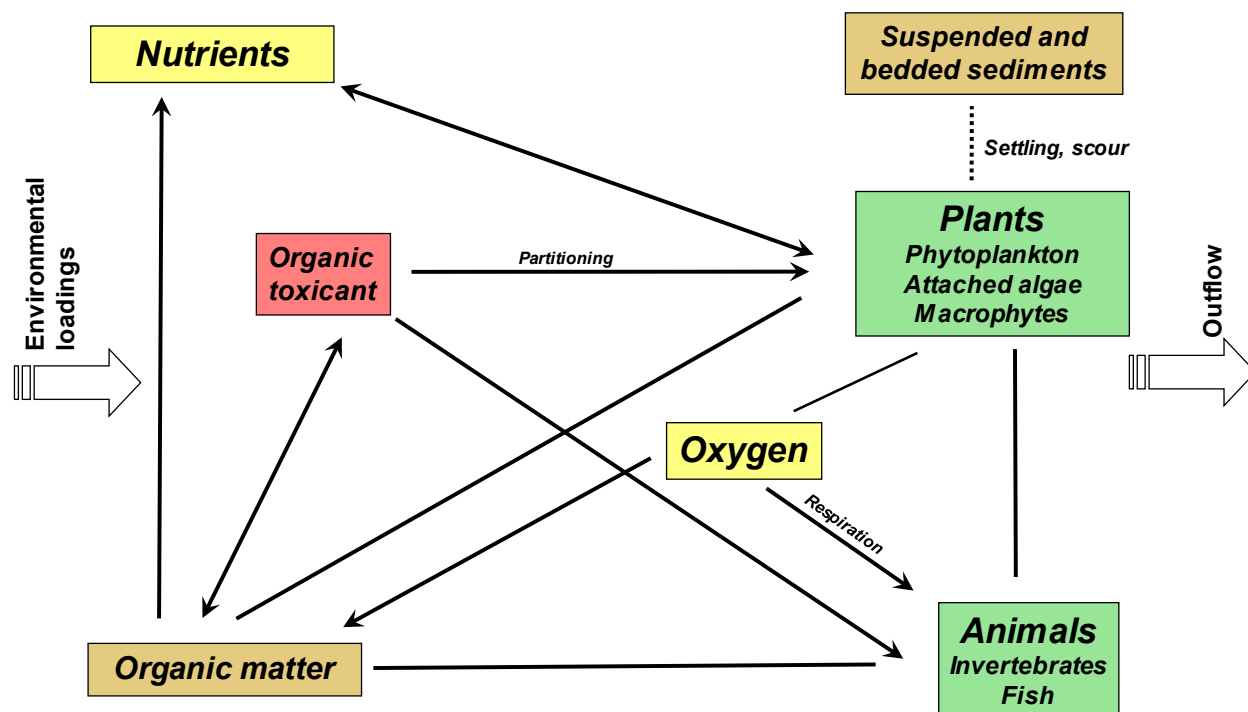 Nutrients
Suspended and
bedded sediments
Settling, scour
Environmental
loadings
Organic
toxicant
Partitioning
Plants
Phytoplankton
Attached algae
Macrophytes
Outflow
Oxygen
Respiration
Organic matter
Animals
Invertebrates
Fish